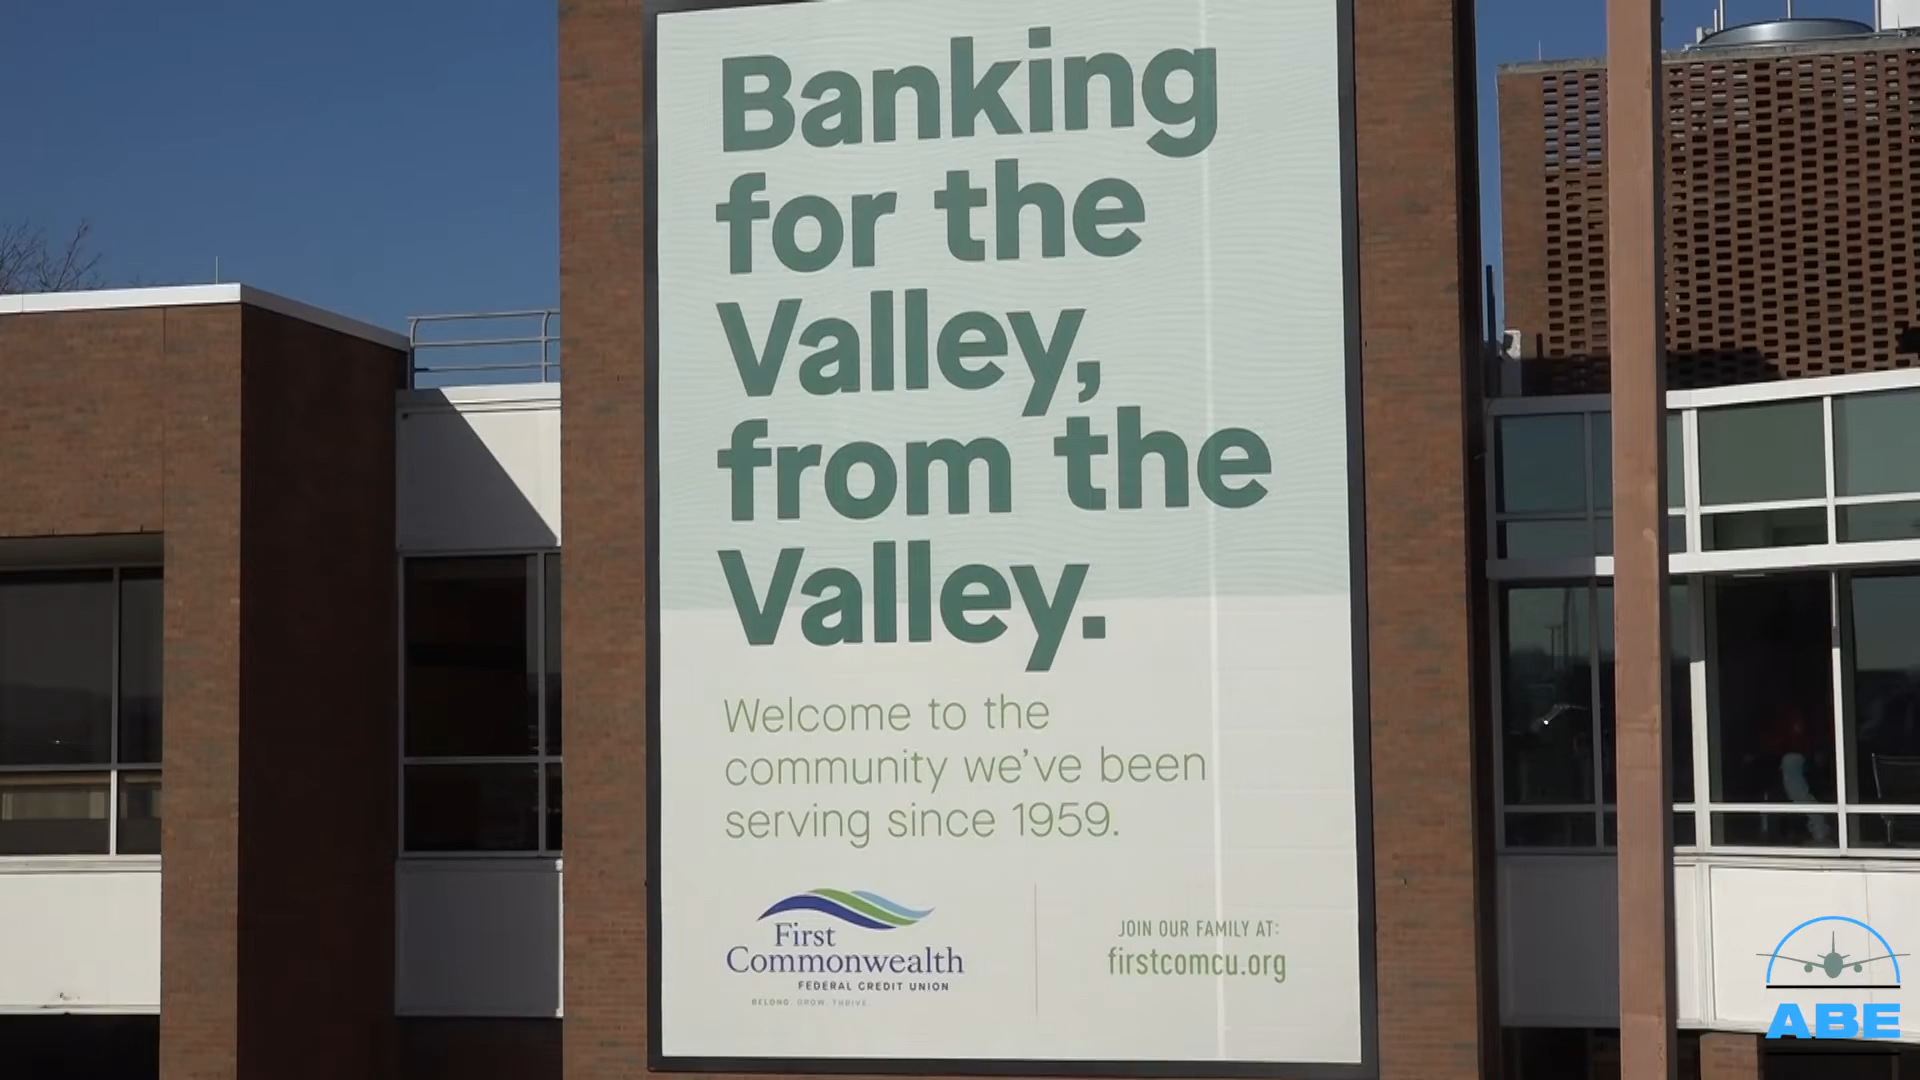 Banking
for the
Valley,
from the
Valley.
Welcome to the
community we've been
serving since 1959.
First
Commonwealth
FEDERAL CREDIT UNION
BELONG. GROW. THRIVE.
JOIN OUR FAMILY AT:
firstcomcu.org
ABE